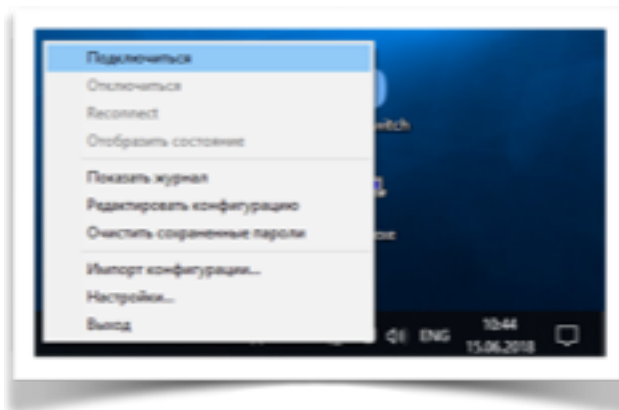 Подключиться
Отключиться
Reconnect
Отобразить состояние
Показать журнал
Редактировать конфигурацию
Очистить сохраненные пароли
Импорт конфигурации...
Настройки...
Выход
ENG
10:44
15.06.2018